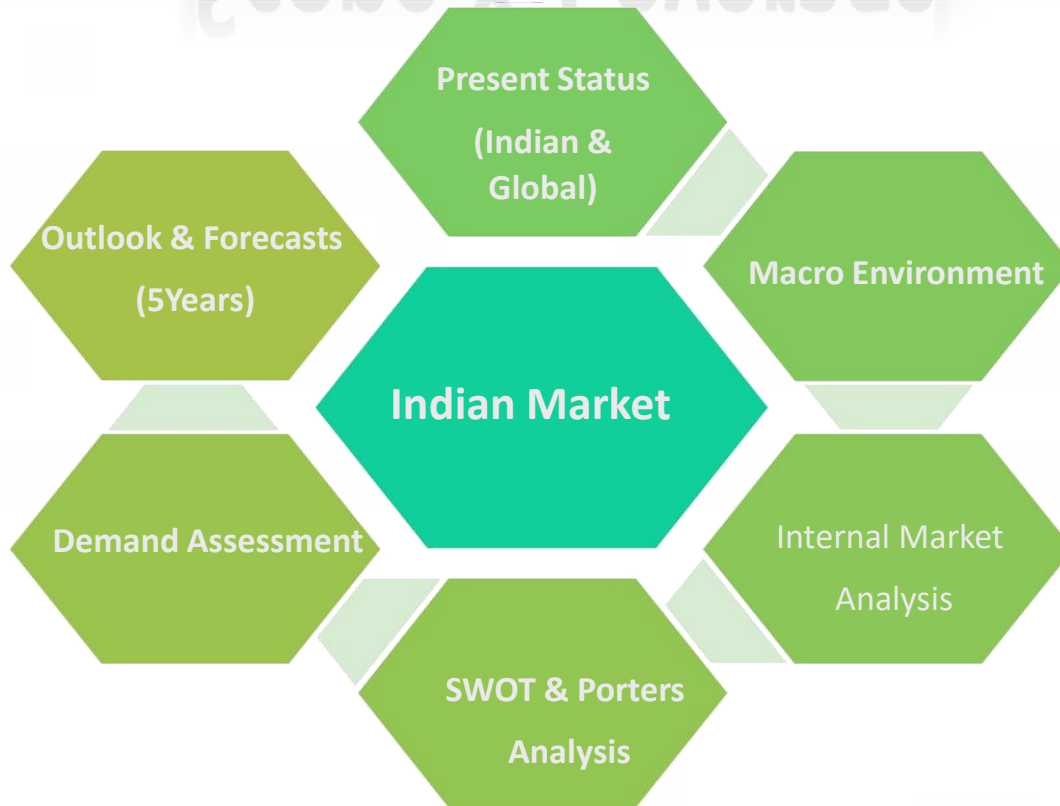 Present Status
(Indian &
Global)
Macro Environment
Internal Market
Analysis
SWOT & Porters
Analysis
Demand Assessment
Outlook & Forecasts
(5Years)
Indian Market